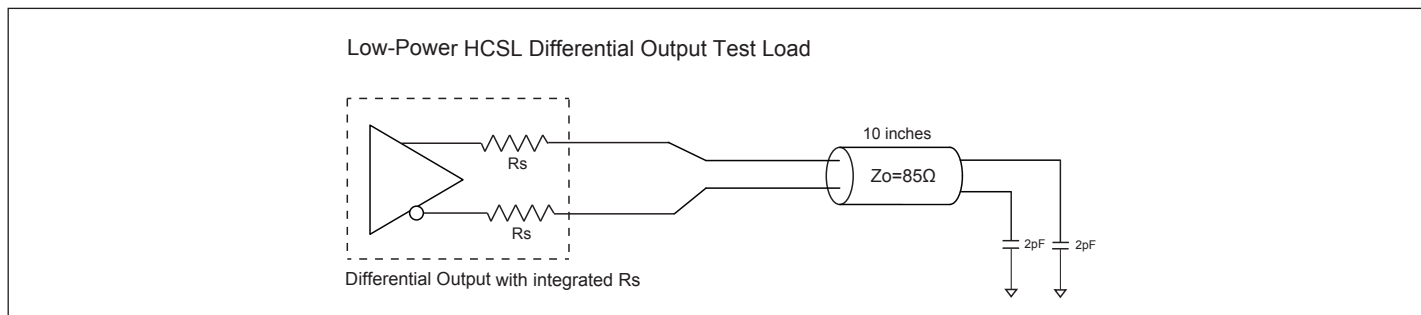 Low-Power HCSL Differential Output Test Load
10 inches
Rs
Zo=85Ω
Rs
2pF
2pF
Differential Output with integrated Rs